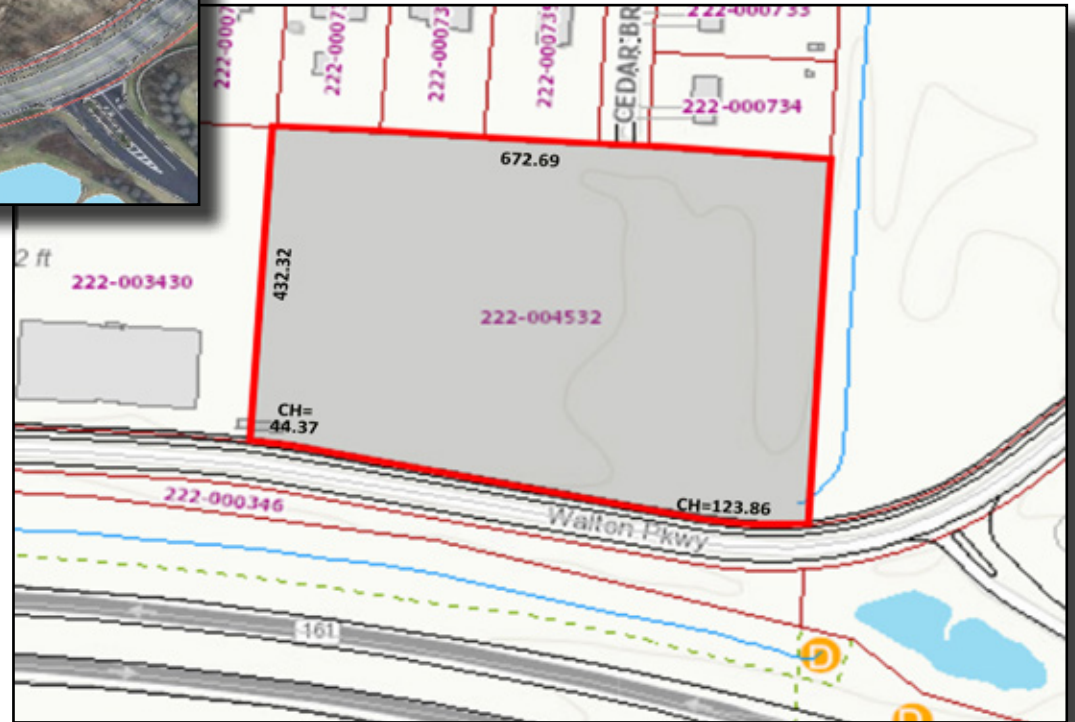 222-0007
222-00073
222-00073
222-000735
CEDAR BR
222-000733
222-000734
672.69
432.32
2 ft
222-003430
222-004532
CH=
44.37
CH=123.86
222-000346
Walton Pkwy
161
D
D